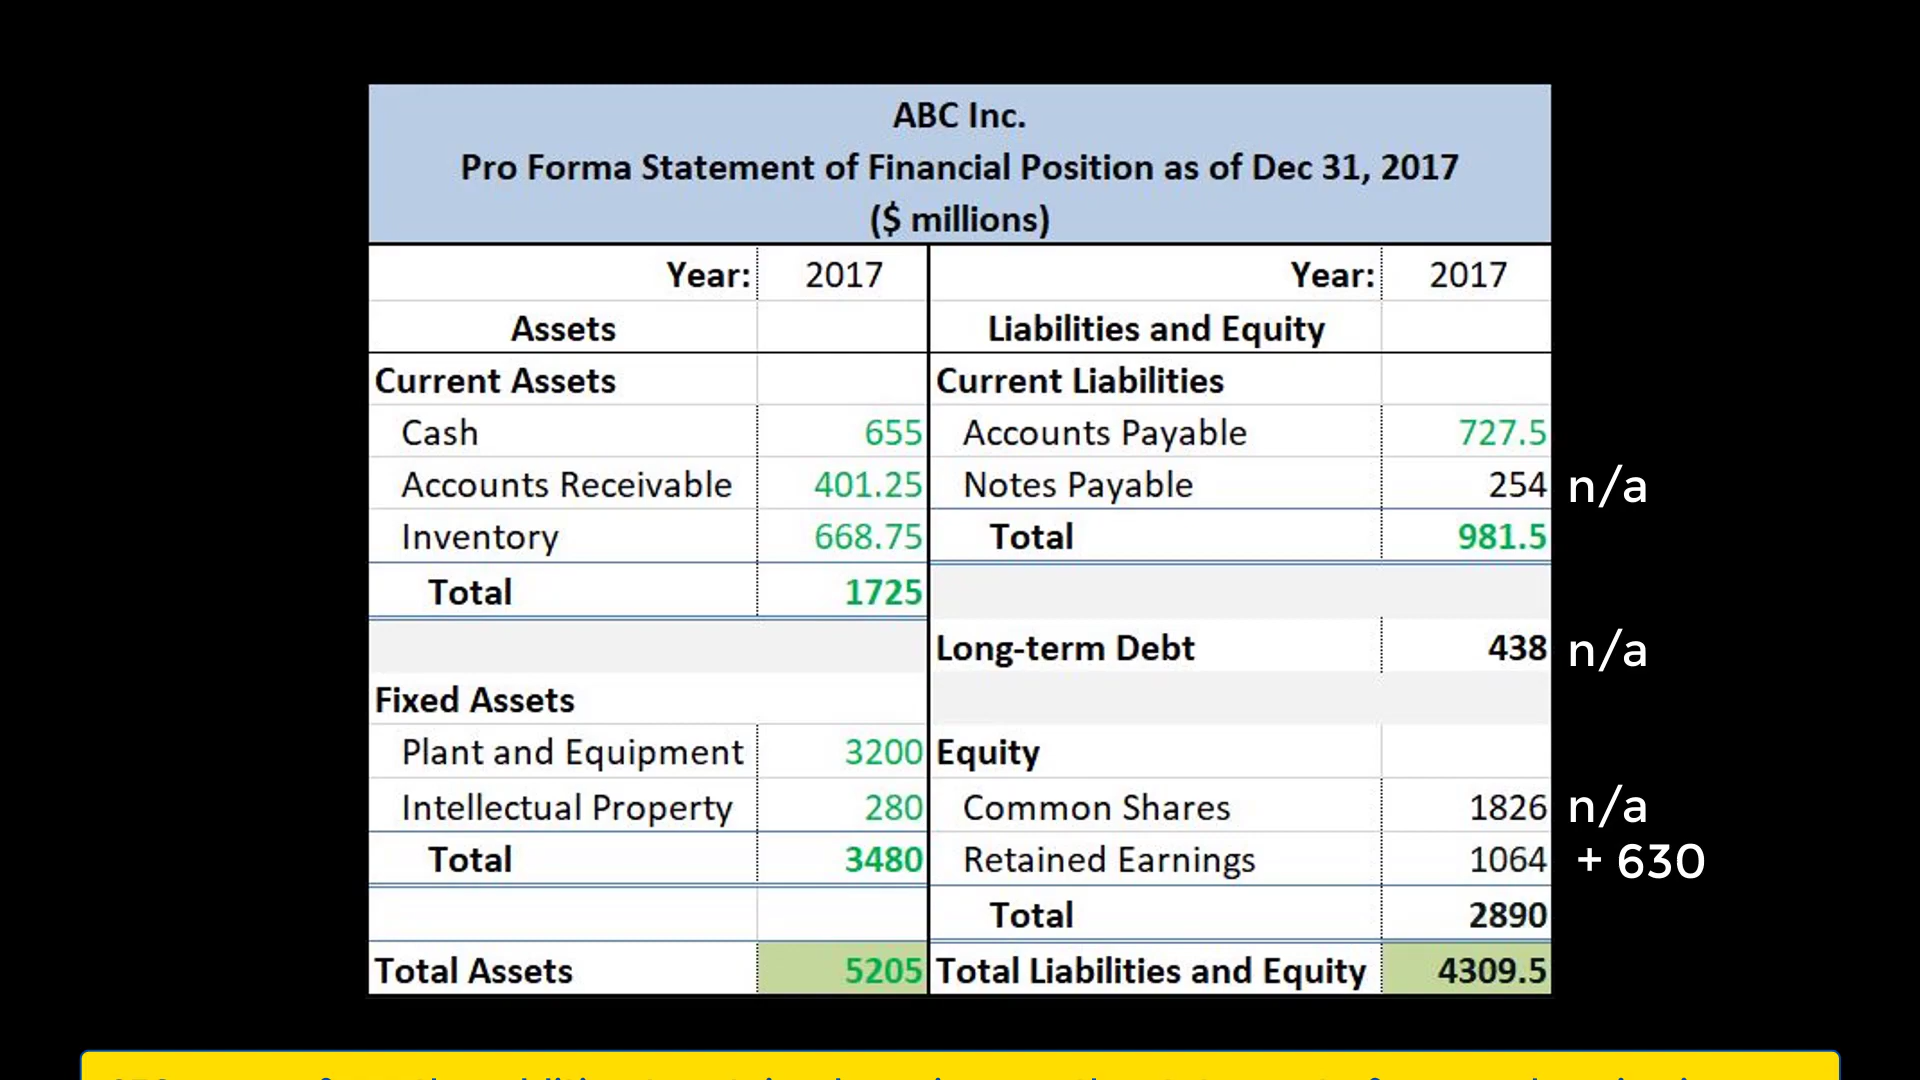 ABC Inc.
Pro Forma Statement of Financial Position as of Dec 31, 2017
($ millions)
Year: 2017 Year: 2017
Assets Liabilities and Equity
Current Assets Current Liabilities
Cash 655 Accounts Payable 727.5
Accounts Receivable 401.25 Notes Payable 254 n/a
Inventory 668.75 Total 981.5
Total 1725
Long-term Debt 438 n/a
Fixed Assets
Plant and Equipment 3200 Equity
Intellectual Property 280 Common Shares 1826 n/a
Total 3480 Retained Earnings 1064 + 630
Total 2890
Total Assets 5205 Total Liabilities and Equity 4309.5